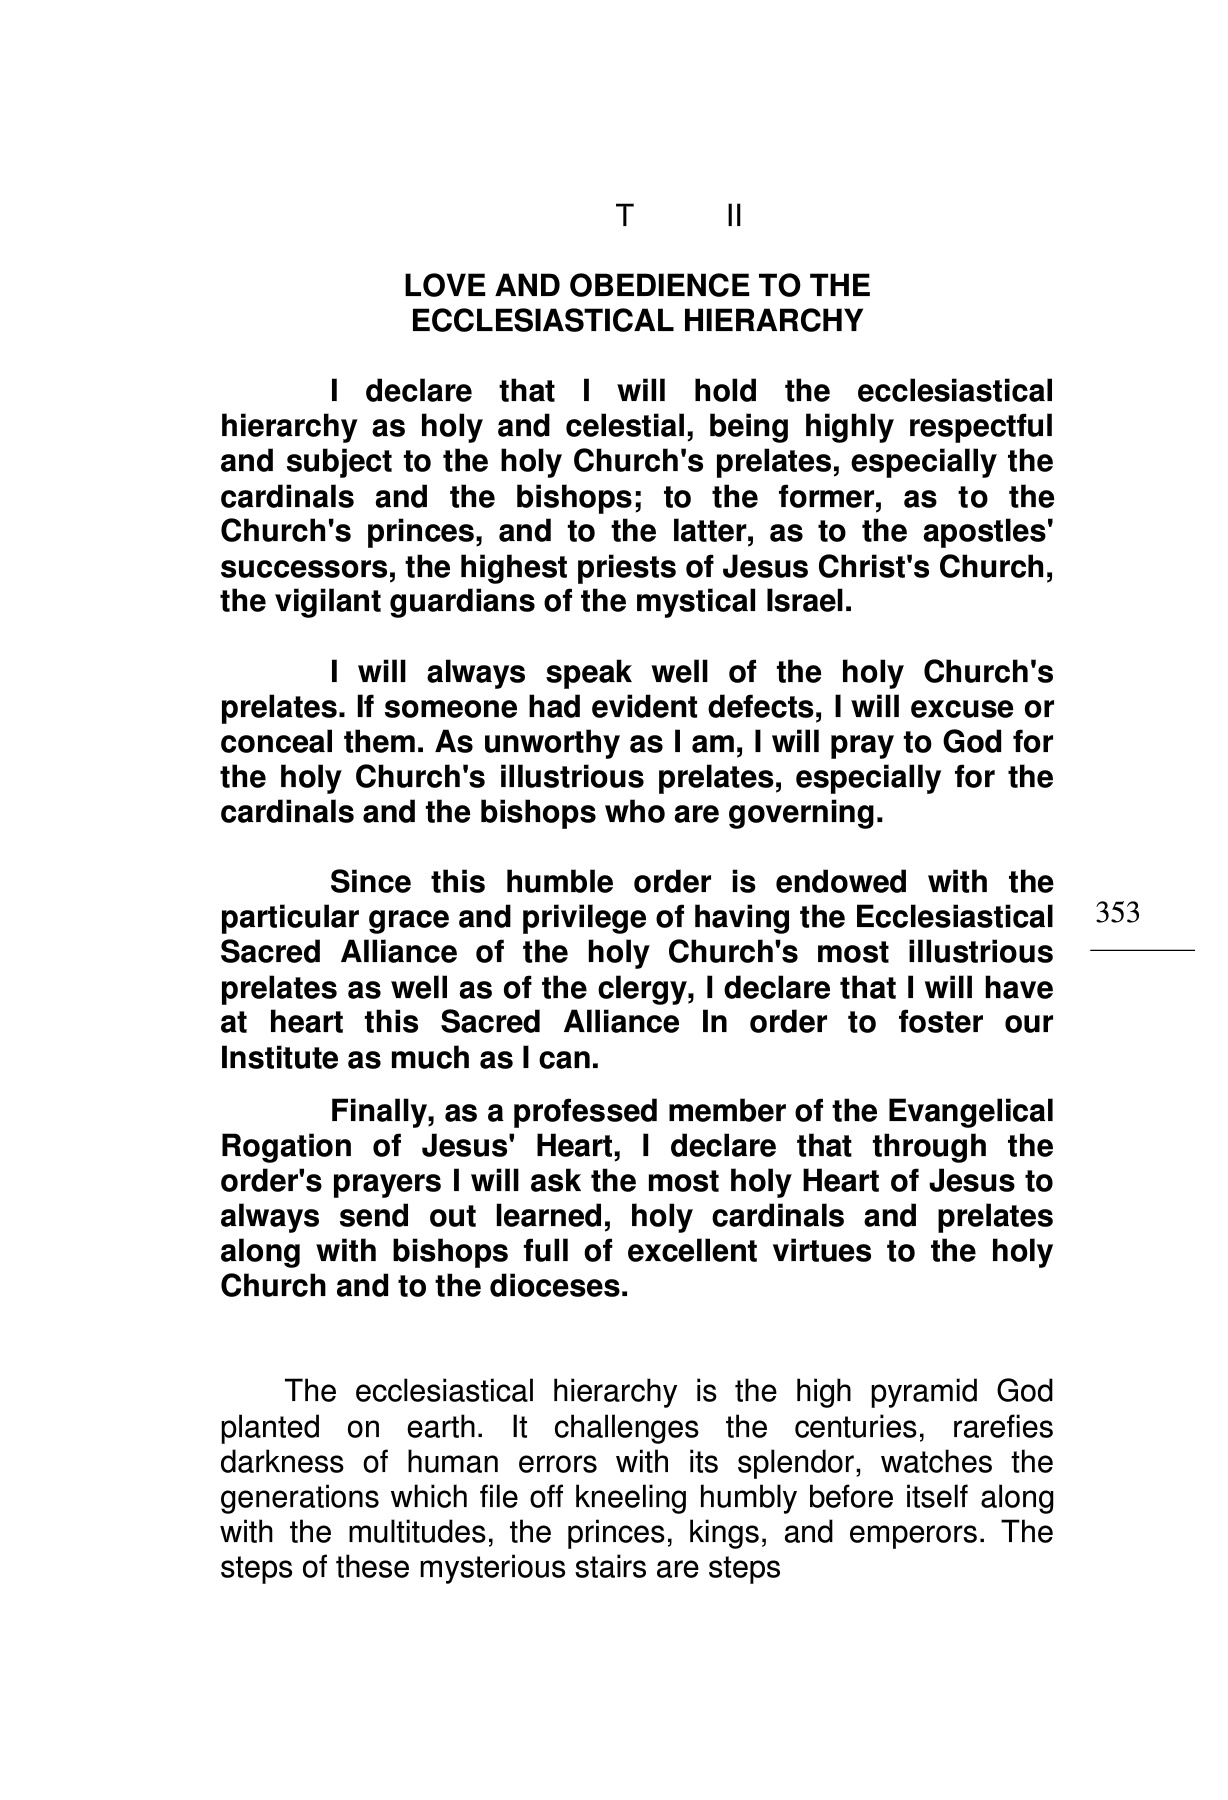 T II
LOVE AND OBEDIENCE TO THE
ECCLESIASTICAL HIERARCHY
I declare that I will hold the ecclesiastical
hierarchy as holy and celestial, being highly respectful
and subject to the holy Church's prelates, especially the
cardinals and the bishops; to the former, as to the
Church's princes, and to the latter, as to the apostles'
successors, the highest priests of Jesus Christ's Church,
the vigilant guardians of the mystical Israel.
I will always speak well of the holy Church's
prelates. If someone had evident defects, I will excuse or
conceal them. As unworthy as I am, I will pray to God for
the holy Church's illustrious prelates, especially for the
cardinals and the bishops who are governing.
Since this humble order is endowed with the
particular grace and privilege of having the Ecclesiastical
Sacred Alliance of the holy Church's most illustrious
prelates as well as of the clergy, I declare that I will have
at heart this Sacred Alliance In order to foster our
Institute as much as I can.
353
Finally, as a professed member of the Evangelical
Rogation of Jesus' Heart, I declare that through the
order's prayers I will ask the most holy Heart of Jesus to
always send out learned, holy cardinals and prelates
along with bishops full of excellent virtues to the holy
Church and to the dioceses.
The ecclesiastical hierarchy is the high pyramid God
planted on earth. It challenges the centuries, rarefies
darkness of human errors with its splendor, watches the
generations which file off kneeling humbly before itself along
with the multitudes, the princes, kings, and emperors. The
steps of these mysterious stairs are steps